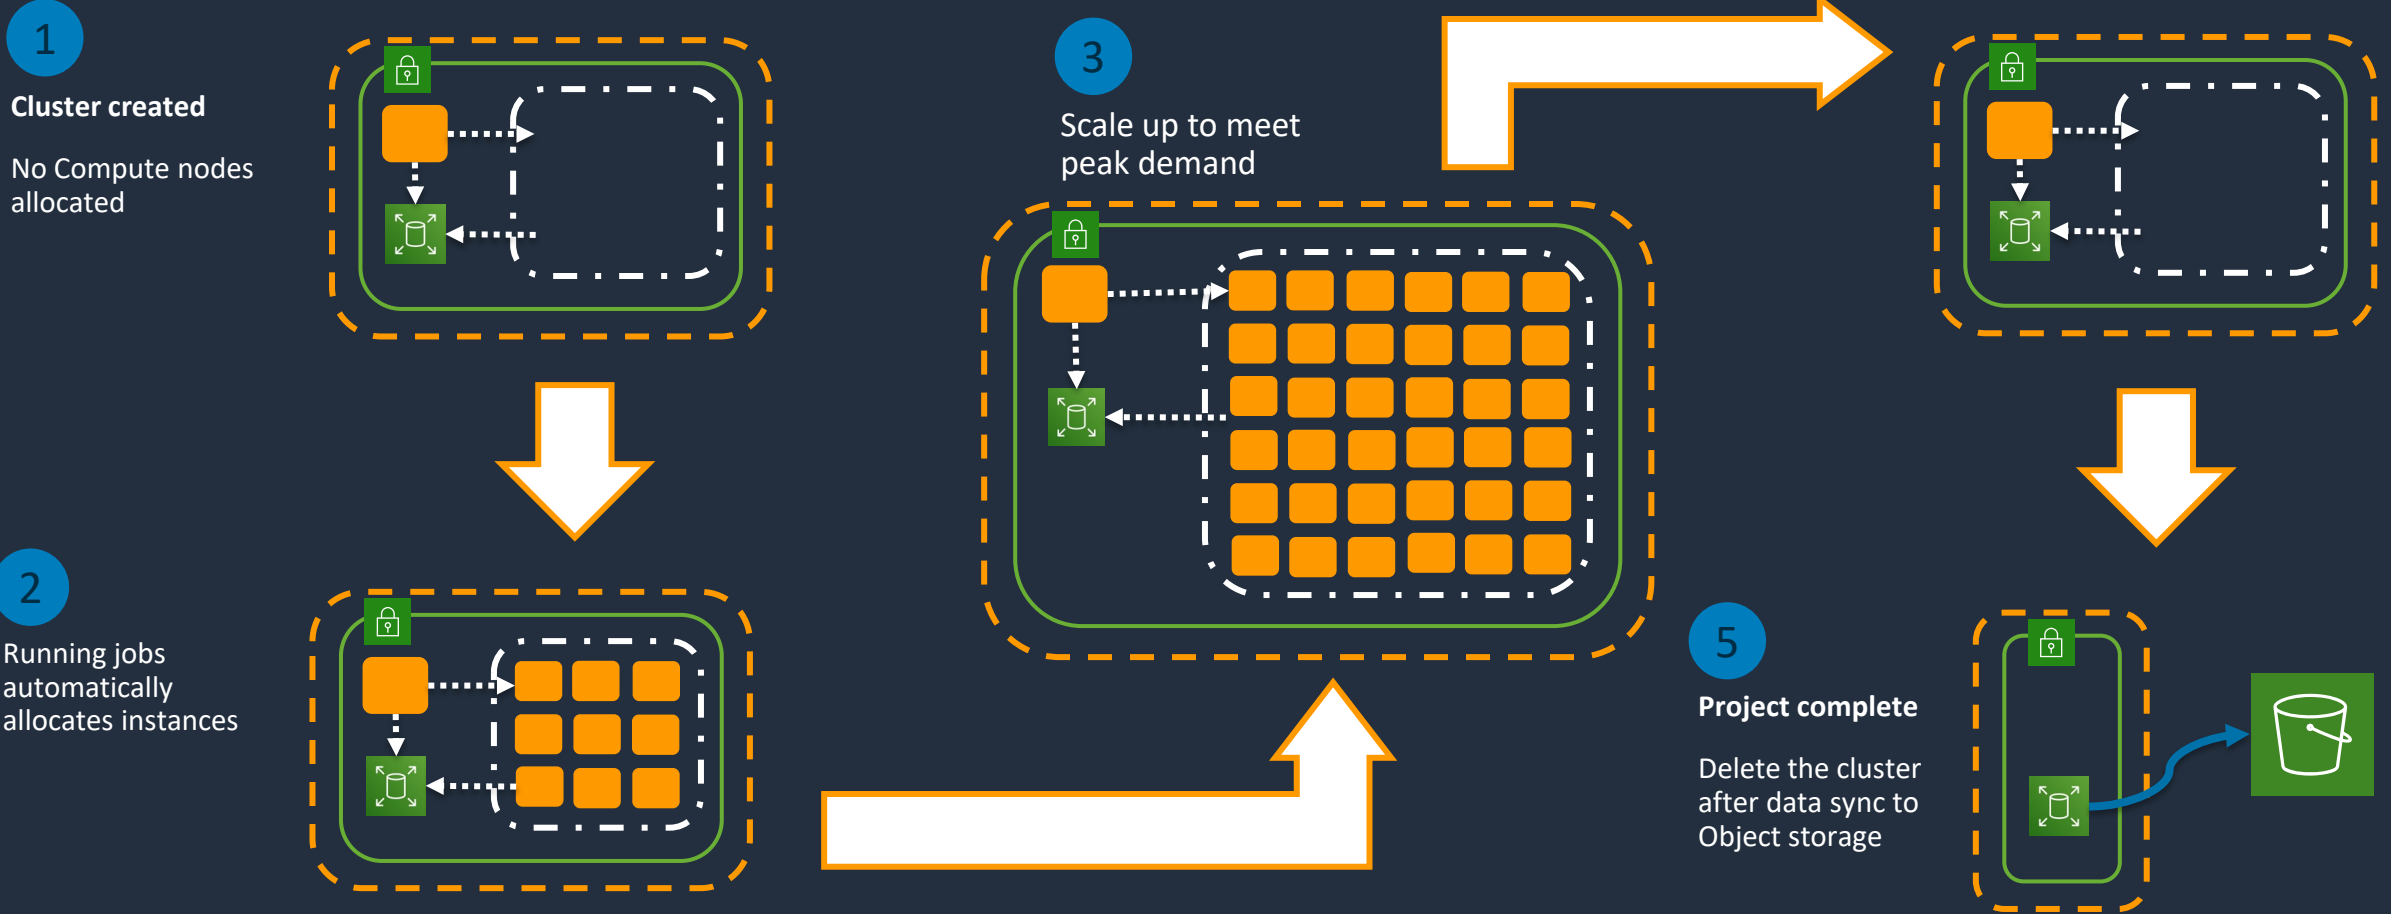 1
Cluster created
No Compute nodes
allocated
2
Running jobs
automatically
allocates instances
3
Scale up to meet
peak demand
5
Project complete
Delete the cluster
after data sync to
Object storage